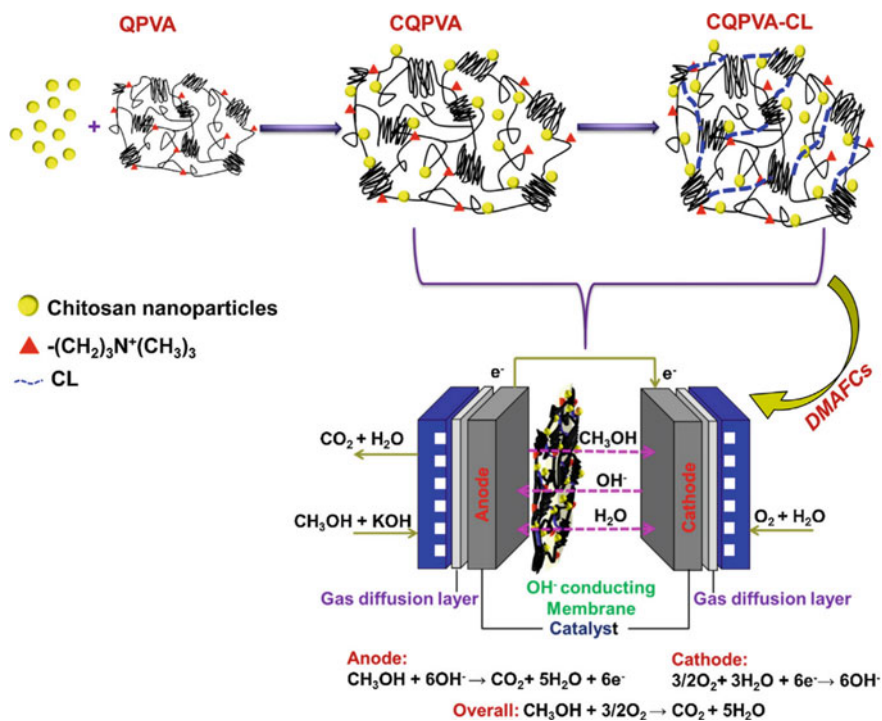 QPVA
CQPVA
CQPVA-CL
+
Chitosan nanoparticles
-(CH₂)₃N⁺(CH₃)₃
CL
DMAFCs
e⁻
e⁻
CO₂ + H₂O
CH₃OH + KOH
Anode
CH₃OH
OH⁻
H₂O
Cathode
O₂ + H₂O
Gas diffusion layer
OH⁻ conducting
Membrane
Gas diffusion layer
Catalyst
Anode:
CH₃OH + 6OH⁻ → CO₂ + 5H₂O + 6e⁻
Cathode:
3/2O₂ + 3H₂O + 6e⁻ → 6OH⁻
Overall: CH₃OH + 3/2O₂ → CO₂ + 5H₂O